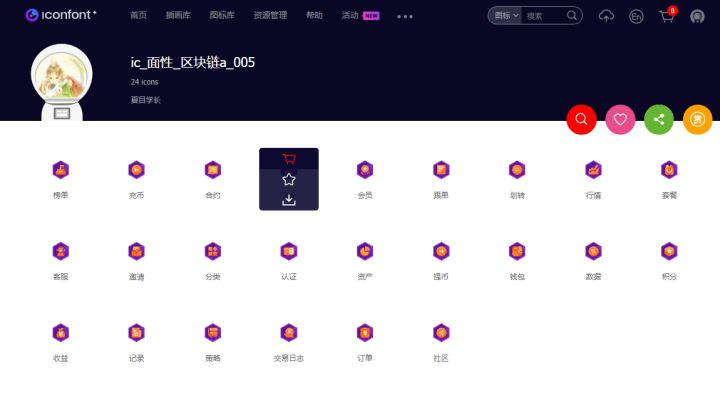 iconfont+
首页 插画库 图标库 资源管理 帮助 活动 NEW
图标 搜索 En 0
ic_面性_区块链a_005
24 icons
夏目学长
赏
榜单 充币 合约 会员 跟单 划转 行情 套餐
客服 邀请 分类 认证 资产 提币 钱包 数据 积分
收益 记录 策略 交易日志 订单 社区